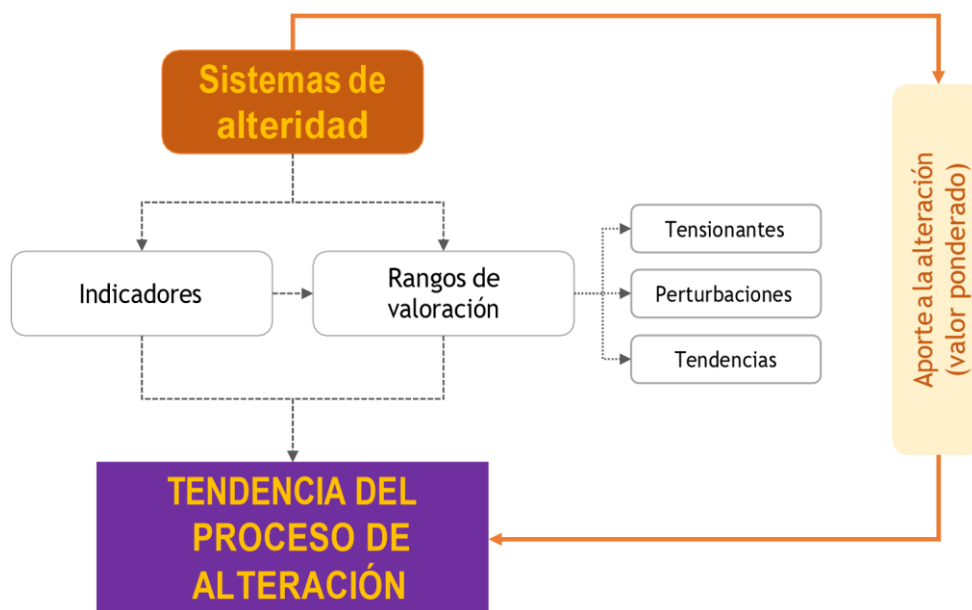 Sistemas de
alteridad
Indicadores
Rangos de
valoración
Tensionantes
Perturbaciones
Tendencias
Aporte a la alteración
(valor ponderado)
TENDENCIA DEL
PROCESO DE
ALTERACIÓN